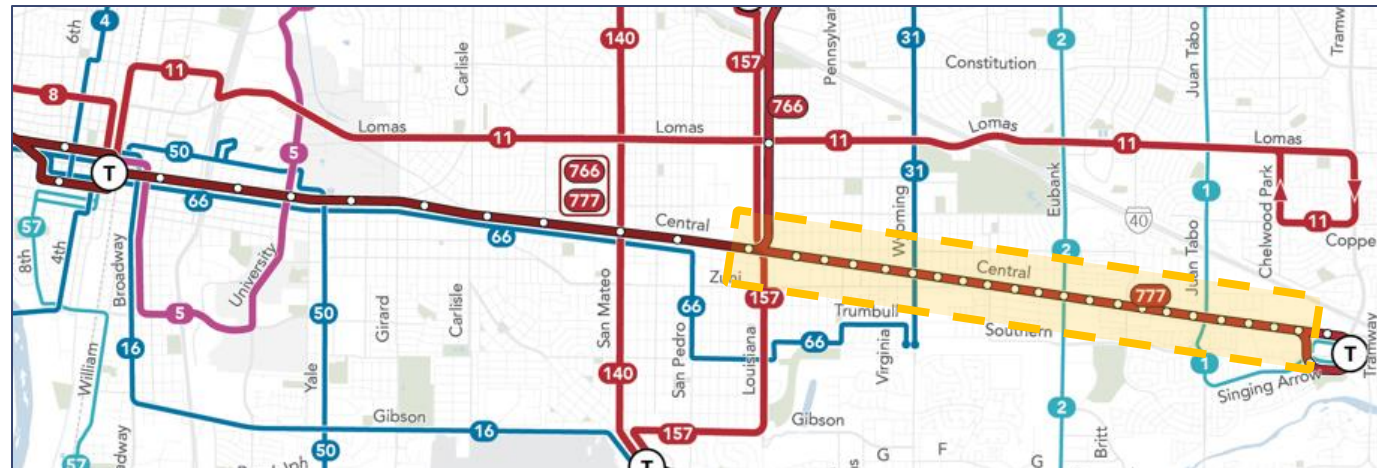 6th
4
140
Pennsylvan
31
2
Juan Tabo
Tramw
11
Carlisle
157
Constitution
8
766
Lomas
11
Lomas
11
Lomas
11
Lomas
50
5
766
777
31
Eubank
1
Chelwood Park
66
Central
Wyoming
40
11
57
66
2
Coppe
8th
4th
Broadway
University
Zuni
Central
Juan Tabo
777
San Mateo
66
157
Trumbull
5
50
Girard
Carlisle
Southern
16
66
T
T
William
Yale
140
San Pedro
Louisiana
Virginia
1
Singing Arrow
Tramway
Gibson
16
157
Gibson
2
Britt
57
dway
50
T
G
F
G